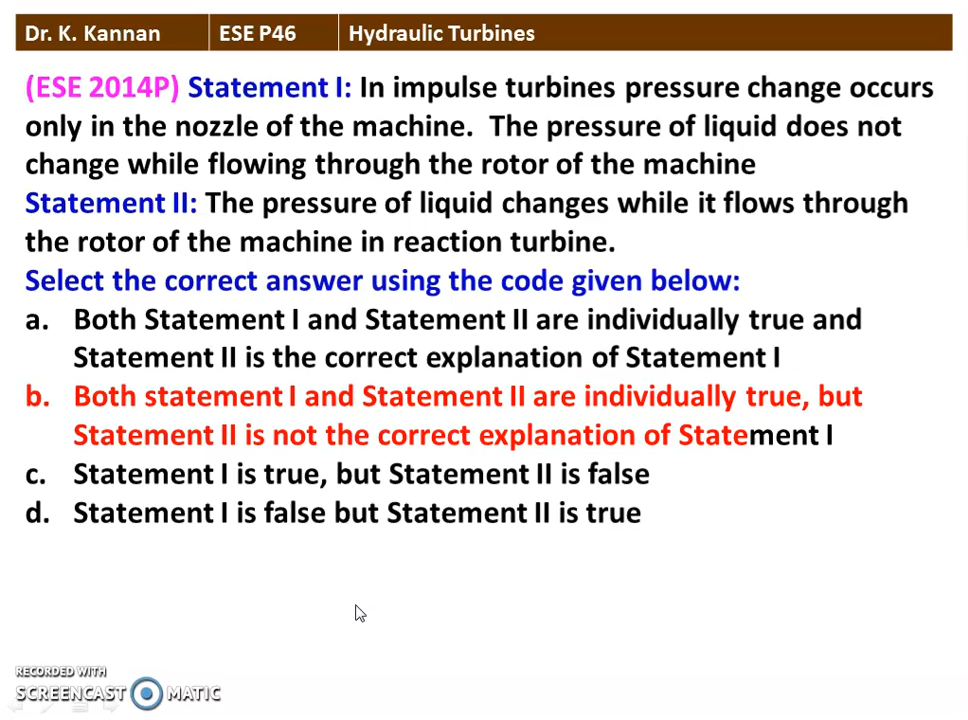 Dr. K. Kannan ESE P46 Hydraulic Turbines
(ESE 2014P) Statement I: In impulse turbines pressure change occurs
only in the nozzle of the machine. The pressure of liquid does not
change while flowing through the rotor of the machine
Statement II: The pressure of liquid changes while it flows through
the rotor of the machine in reaction turbine.
Select the correct answer using the code given below:
a. Both Statement I and Statement II are individually true and
Statement II is the correct explanation of Statement I
b. Both statement I and Statement II are individually true, but
Statement II is not the correct explanation of Statement I
c. Statement I is true, but Statement II is false
d. Statement I is false but Statement II is true
RECORDED WITH
SCREENCAST MATIC